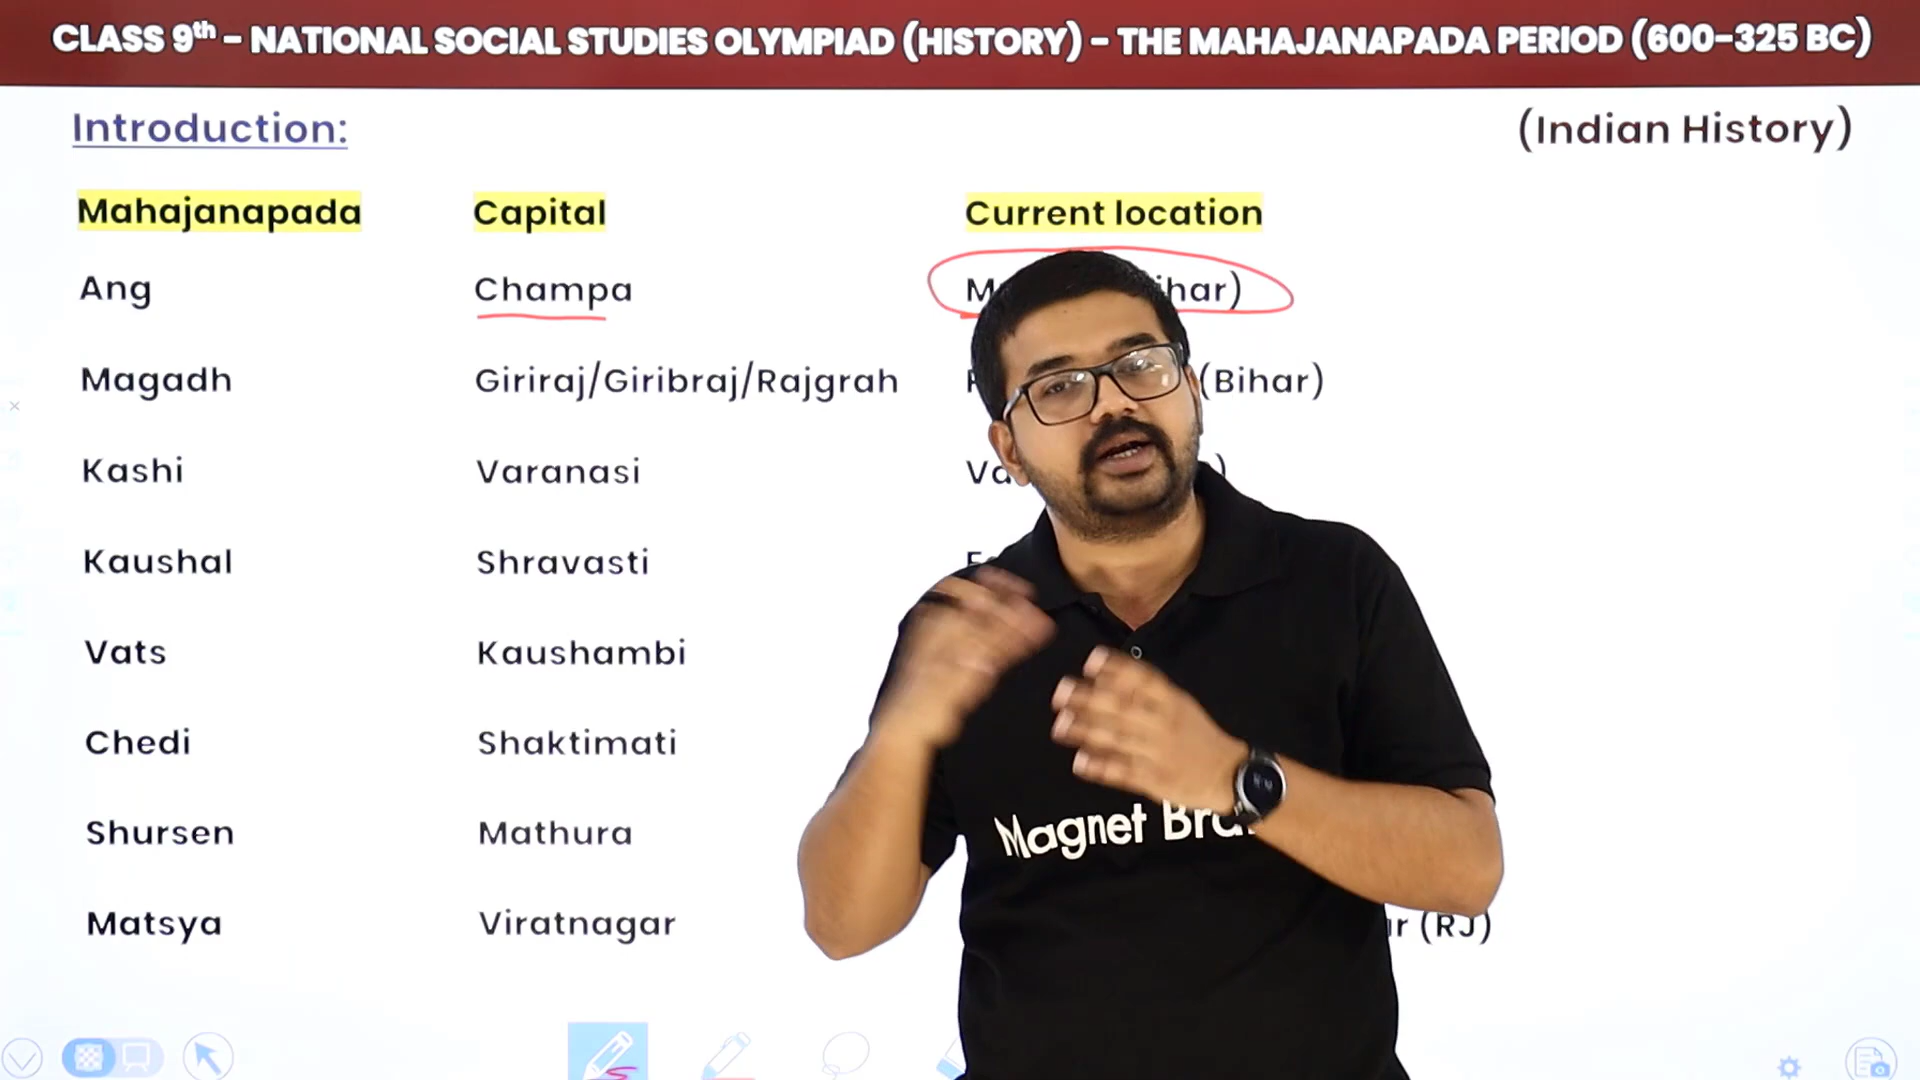 CLASS 9th - NATIONAL SOCIAL STUDIES OLYMPIAD (HISTORY) - THE MAHAJANAPADA PERIOD (600-325 BC)
Introduction: (Indian History)
Mahajanapada Capital Current location
Ang Champa
Magadh Giriraj/Giribraj/Rajgrah (Bihar)
Kashi Varanasi
Kaushal Shravasti
Vats Kaushambi
Chedi Shaktimati
Shursen Mathura
Matsya Viratnagar (RJ)
Magnet